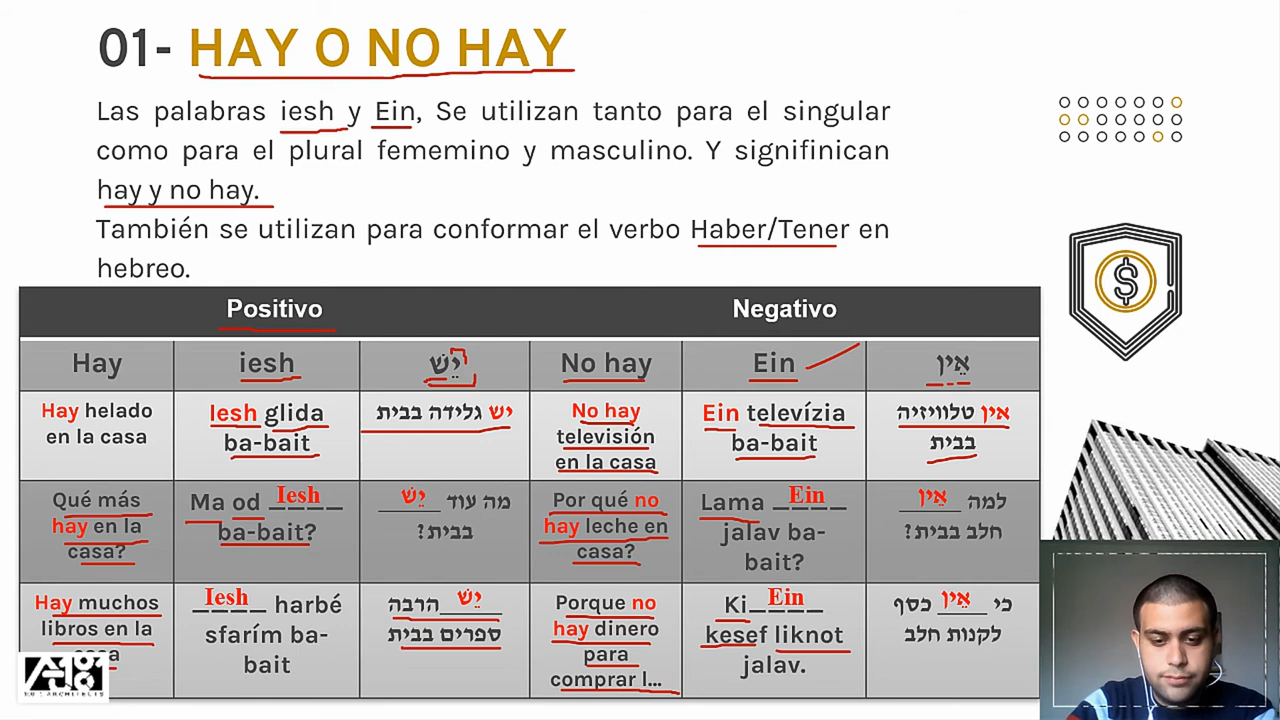 01- HAY O NO HAY
Las palabras iesh y Ein, Se utilizan tanto para el singular
como para el plural fememino y masculino. Y signifinican
hay y no hay.
También se utilizan para conformar el verbo Haber/Tener en
hebreo.
Positivo
Negativo
Hay
iesh
יֵשׁ
No hay
Ein
אֵין
Hay helado
en la casa
Iesh glida
ba-bait
יש גלידה בבית
No hay
televisión
en la casa
Ein televízia
ba-bait
אין טלוויזיה
בבית
Qué más
hay en la
casa?
Ma od Iesh
ba-bait?
מה עוד יֵשׁ
בבית?
Por qué no
hay leche en
casa?
Lama Ein
jalav ba-
bait?
למה אֵין
חלב בבית?
Hay muchos
libros en la
Iesh harbé
sfarím ba-
bait
יֵשׁ הרבה
ספרים בבית
Porque no
hay dinero
para
comprar l...
Ki Ein
kesef liknot
jalav.
כי אֵין כסף
לקנות חלב